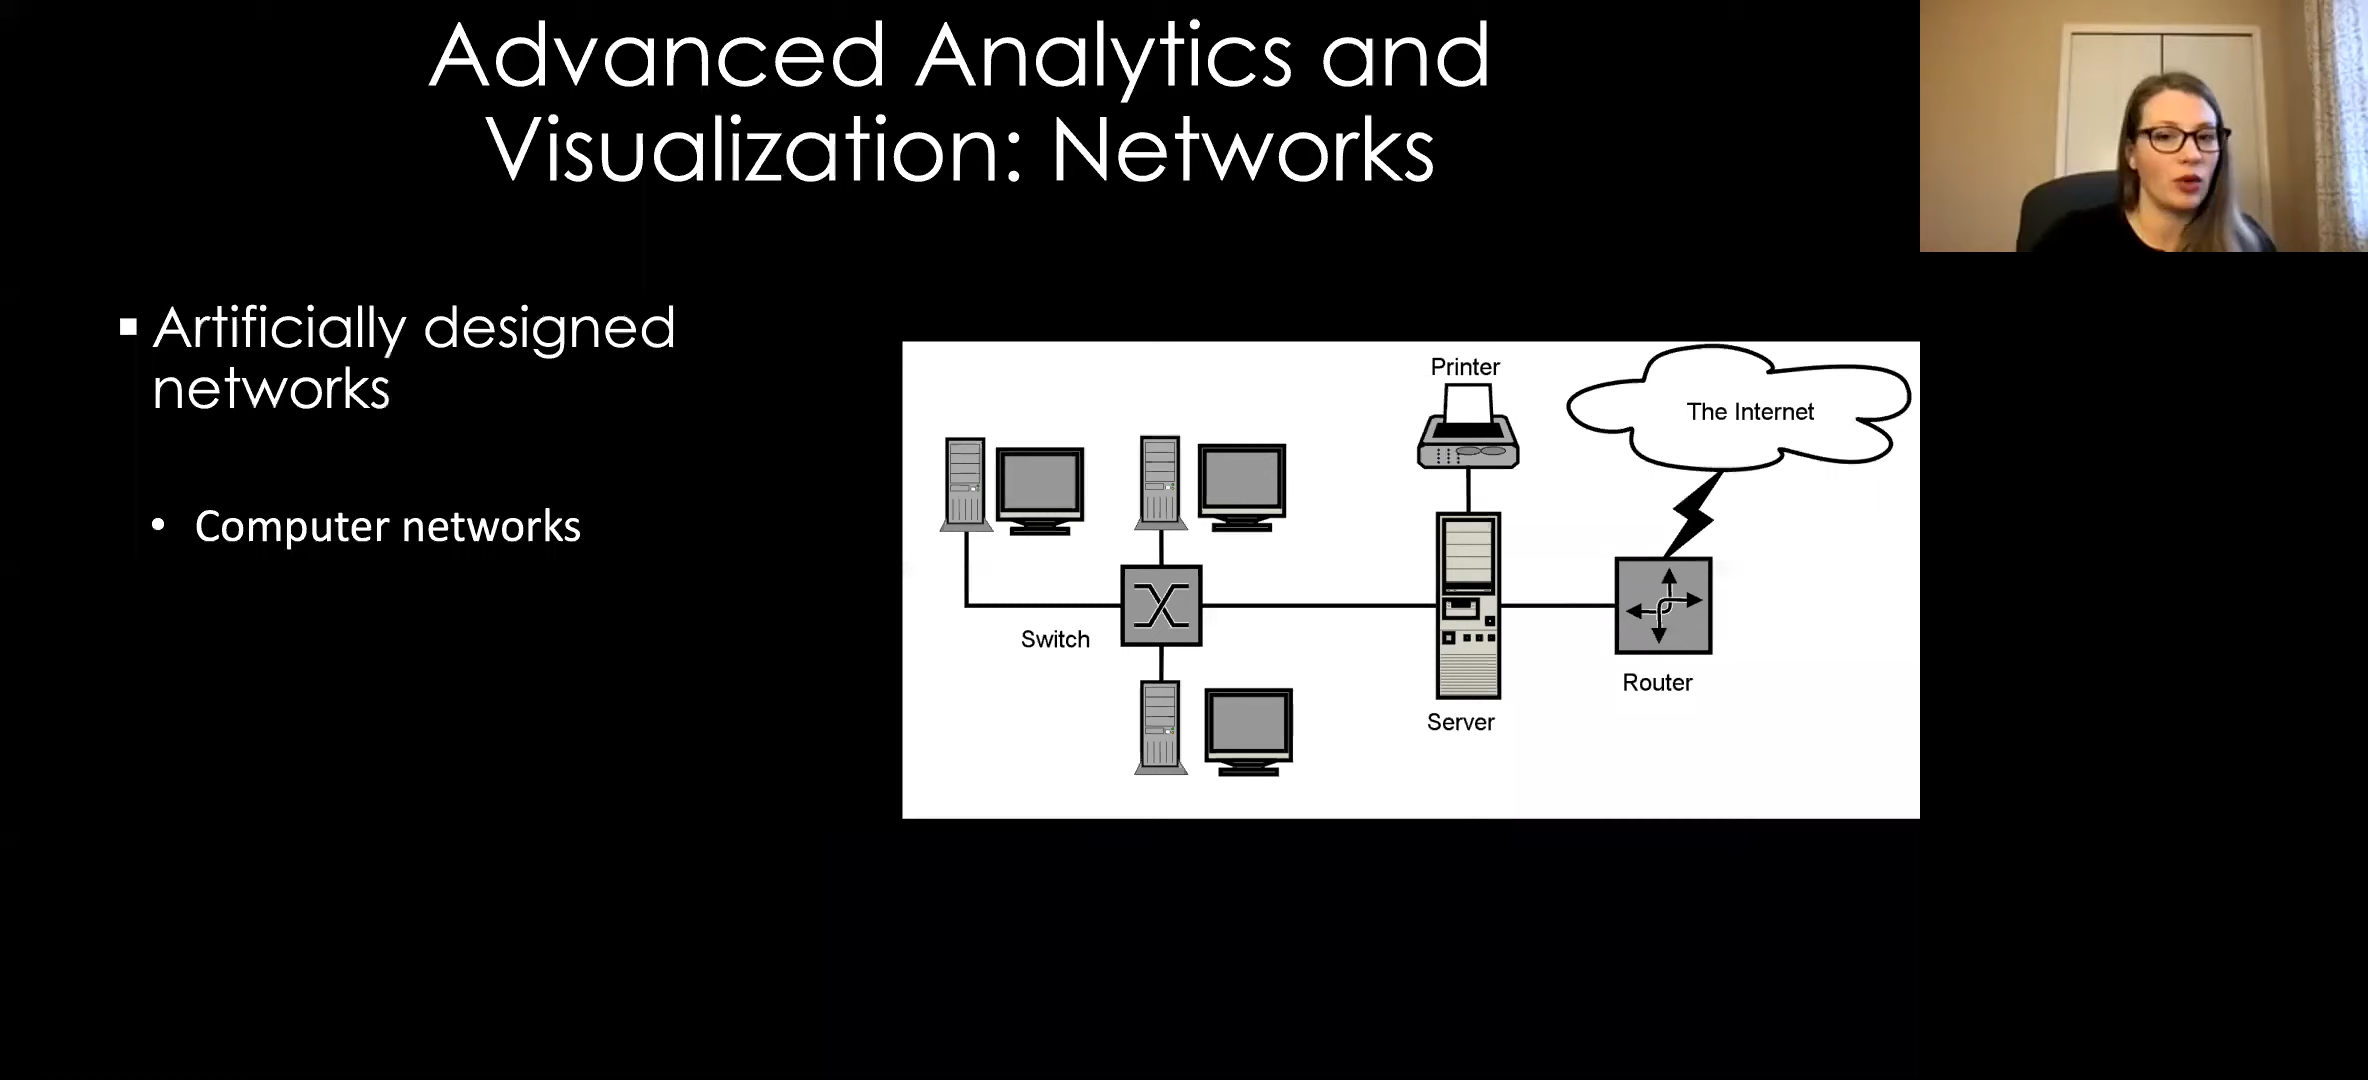 Advanced Analytics and
Visualization: Networks
Artificially designed
networks
• Computer networks
Printer
The Internet
Switch
Router
Server